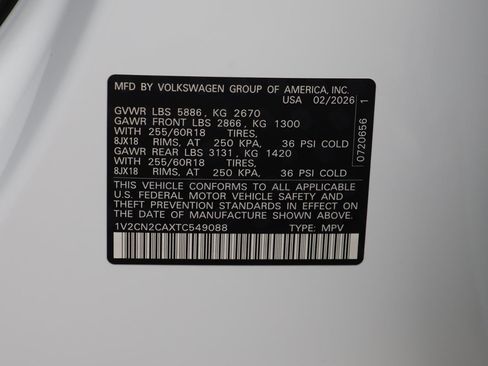 MFD BY VOLKSWAGEN GROUP OF AMERICA, INC.
USA 02/2026
GVWR LBS 5886, KG 2670
GAWR FRONT LBS 2866, KG 1300
WITH 255/60R18 TIRES,
8JX18 RIMS, AT 250 KPA, 36 PSI COLD
GAWR REAR LBS 3131, KG 1420
WITH 255/60R18 TIRES,
8JX18 RIMS, AT 250 KPA, 36 PSI COLD
THIS VEHICLE CONFORMS TO ALL APPLICABLE
U.S. FEDERAL MOTOR VEHICLE SAFETY AND
THEFT PREVENTION STANDARDS IN EFFECT ON
THE DATE OF MANUFACTURE SHOWN ABOVE.
1V2CN2CAXTC549088 TYPE: MPV
0720656 1